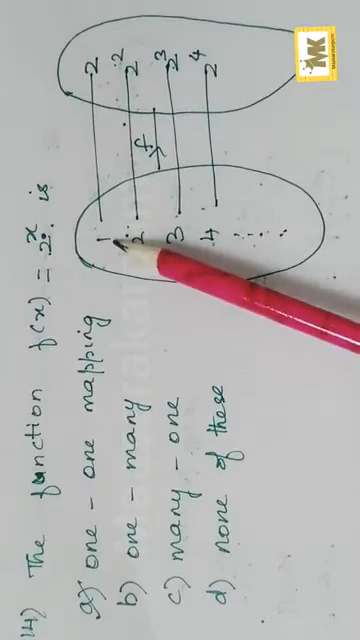 14) The function f(x) = 2^x is
a) one - one mapping
b) one - many
c) many - one
d) none of these
f
1 2
2 2^2
3 2^3
4 2^4
MK